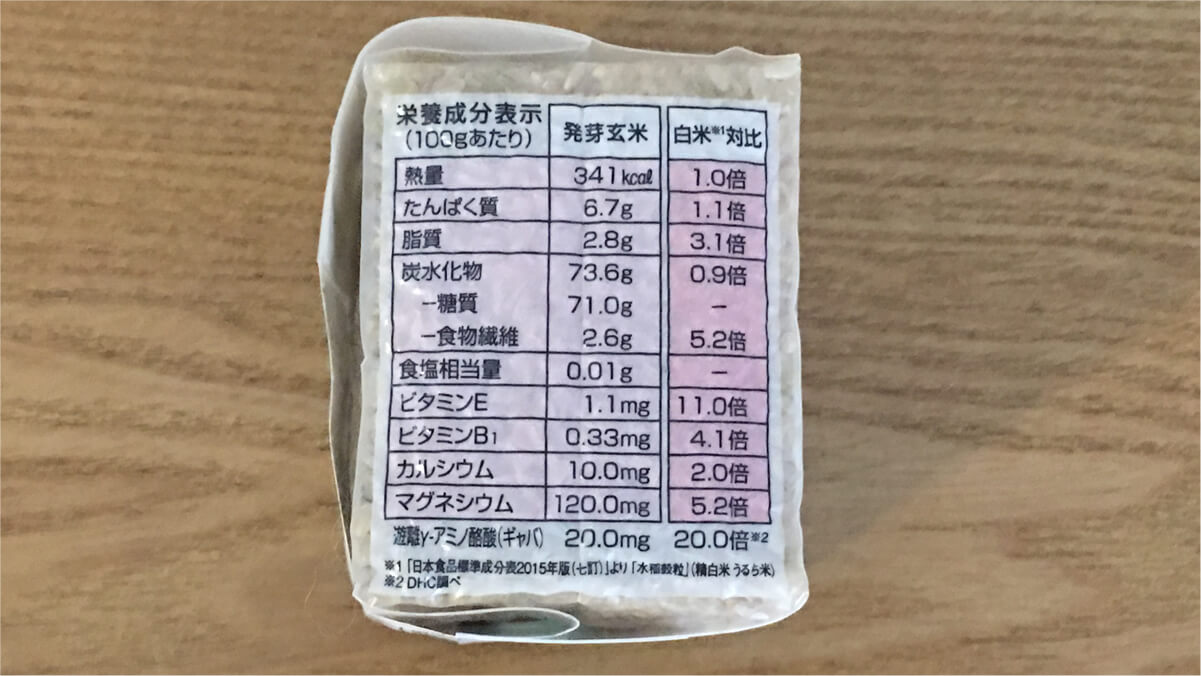 栄養成分表示
(100gあたり) 発芽玄米 白米※1対比
熱量 341kcal 1.0倍
たんぱく質 6.7g 1.1倍
脂質 2.8g 3.1倍
炭水化物 73.6g 0.9倍
－糖質 71.0g －
－食物繊維 2.6g 5.2倍
食塩相当量 0.01g －
ビタミンE 1.1mg 11.0倍
ビタミンB1 0.33mg 4.1倍
カルシウム 10.0mg 2.0倍
マグネシウム 120.0mg 5.2倍
遊離γ-アミノ酪酸(ギャバ) 20.0mg 20.0倍※2
※1「日本食品標準成分表2015年版(七訂)」より「水稲穀粒」(精白米 うるち米)
※2 DHC調べ